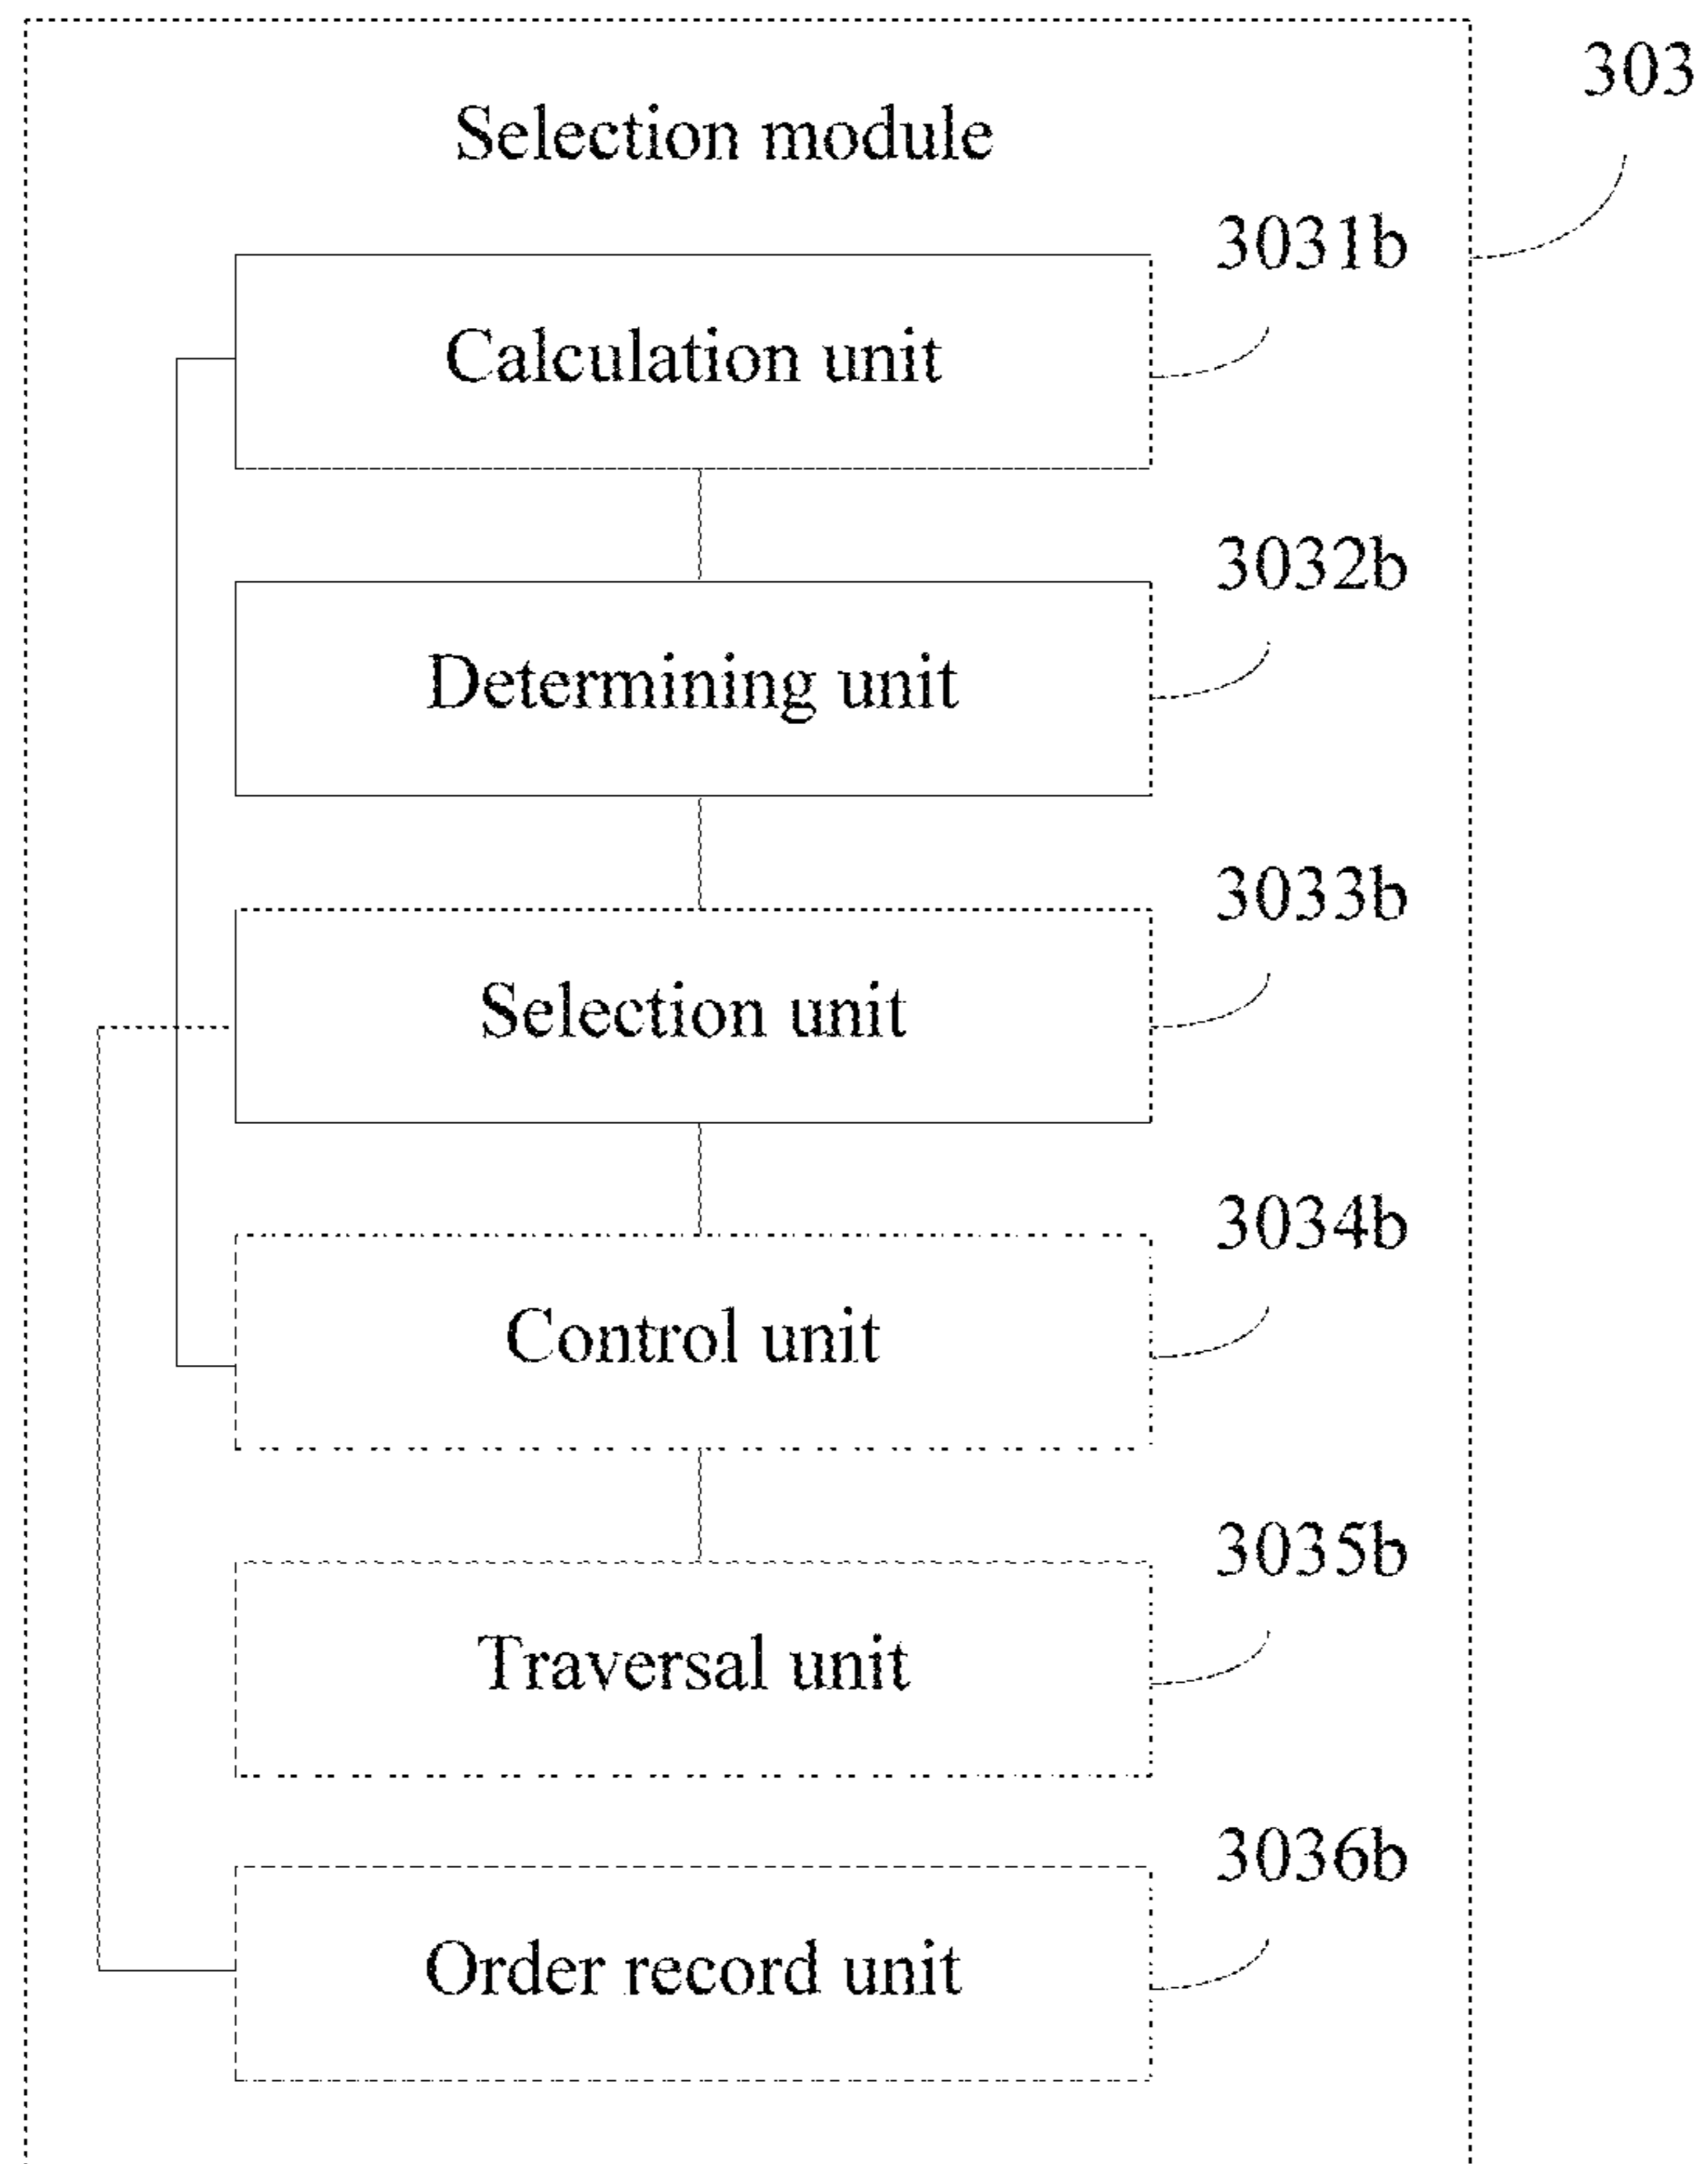 303
Selection module
3031b
Calculation unit
3032b
Determining unit
3033b
Selection unit
3034b
Control unit
3035b
Traversal unit
3036b
Order record unit